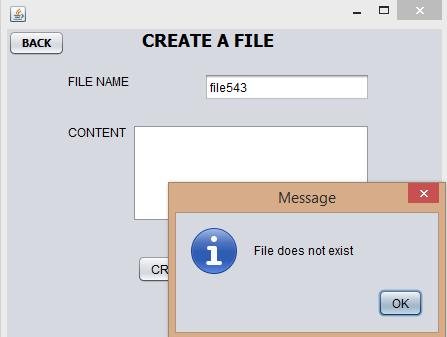 BACK
CREATE A FILE
FILE NAME
file543
CONTENT
Message
File does not exist
OK
CR